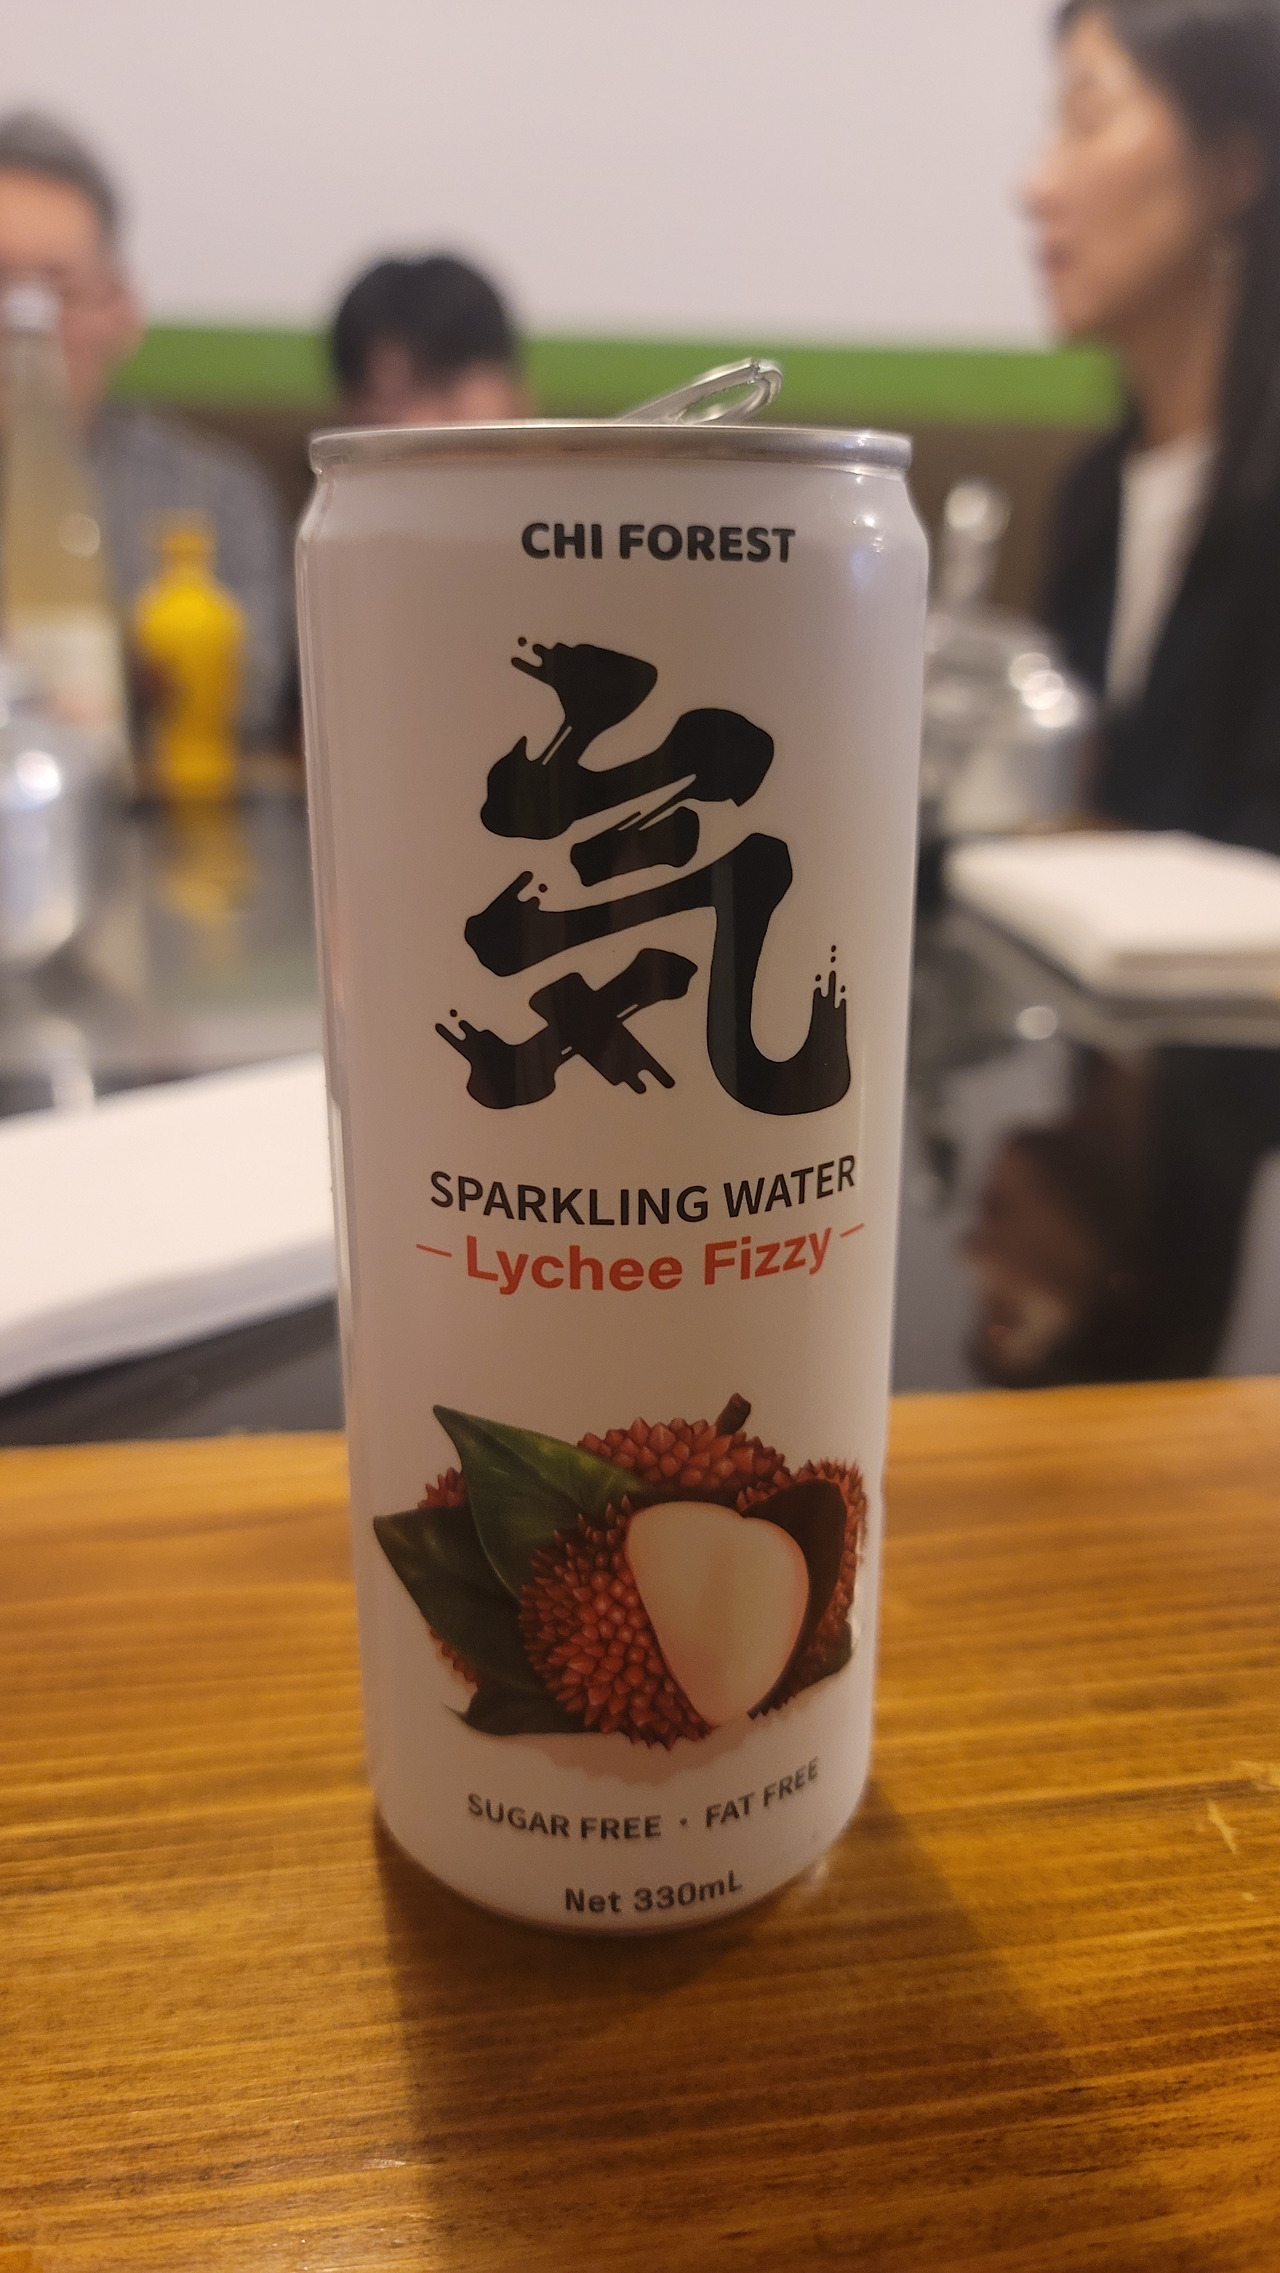 CHI FOREST
気
SPARKLING WATER
– Lychee Fizzy –
SUGAR FREE · FAT FREE
Net 330mL